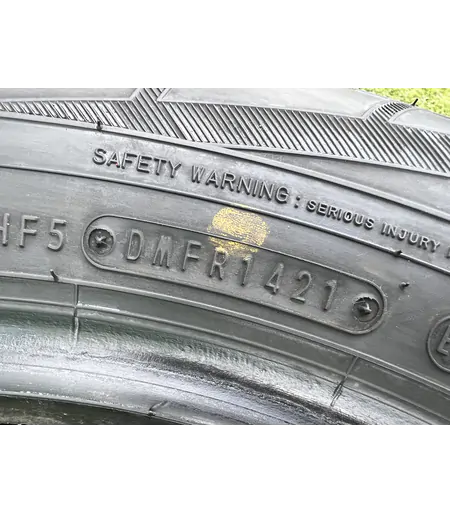 SAFETY WARNING: SERIOUS INJURY
HF5 DMFR1421